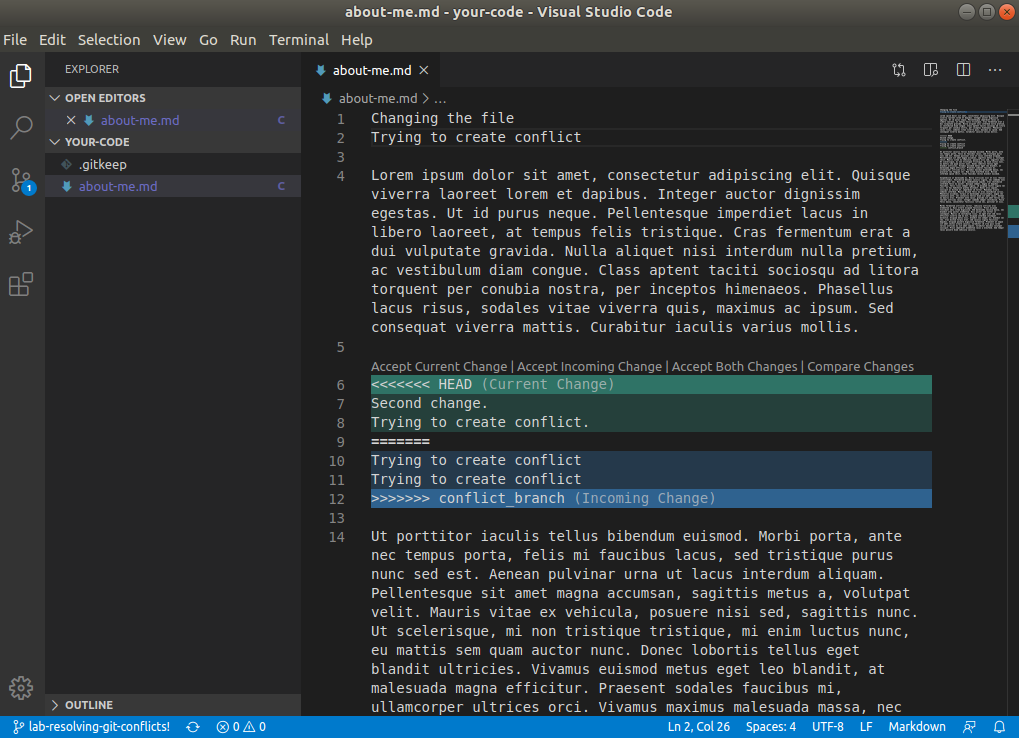 about-me.md - your-code - Visual Studio Code
File Edit Selection View Go Run Terminal Help
EXPLORER
OPEN EDITORS
about-me.md C
YOUR-CODE
.gitkeep
about-me.md C
OUTLINE
1
about-me.md
about-me.md > ...
1 Changing the file
2 Trying to create conflict
3
4 Lorem ipsum dolor sit amet, consectetur adipiscing elit. Quisque
viverra laoreet lorem et dapibus. Integer auctor dignissim
egestas. Ut id purus neque. Pellentesque imperdiet lacus in
libero laoreet, at tempus felis tristique. Cras fermentum erat a
dui vulputate gravida. Nulla aliquet nisi interdum nulla pretium,
ac vestibulum diam congue. Class aptent taciti sociosqu ad litora
torquent per conubia nostra, per inceptos himenaeos. Phasellus
lacus risus, sodales vitae viverra quis, maximus ac ipsum. Sed
consequat viverra mattis. Curabitur iaculis varius mollis.
5
Accept Current Change | Accept Incoming Change | Accept Both Changes | Compare Changes
6 <<<<<<< HEAD (Current Change)
7 Second change.
8 Trying to create conflict.
9 =======
10 Trying to create conflict
11 Trying to create conflict
12 >>>>>>> conflict_branch (Incoming Change)
13
14 Ut porttitor iaculis tellus bibendum euismod. Morbi porta, ante
nec tempus porta, felis mi faucibus lacus, sed tristique purus
nunc sed est. Aenean pulvinar urna ut lacus interdum aliquam.
Pellentesque sit amet magna accumsan, sagittis metus a, volutpat
velit. Mauris vitae ex vehicula, posuere nisi sed, sagittis nunc.
Ut scelerisque, mi non tristique tristique, mi enim luctus nunc,
eu mattis sem quam auctor nunc. Donec lobortis tellus eget
blandit ultricies. Vivamus euismod metus eget leo blandit, at
malesuada magna efficitur. Praesent sodales faucibus mi,
ullamcorper ultrices orci. Vivamus maximus malesuada massa, nec
lab-resolving-git-conflicts! 0 0 Ln 2, Col 26 Spaces: 4 UTF-8 LF Markdown